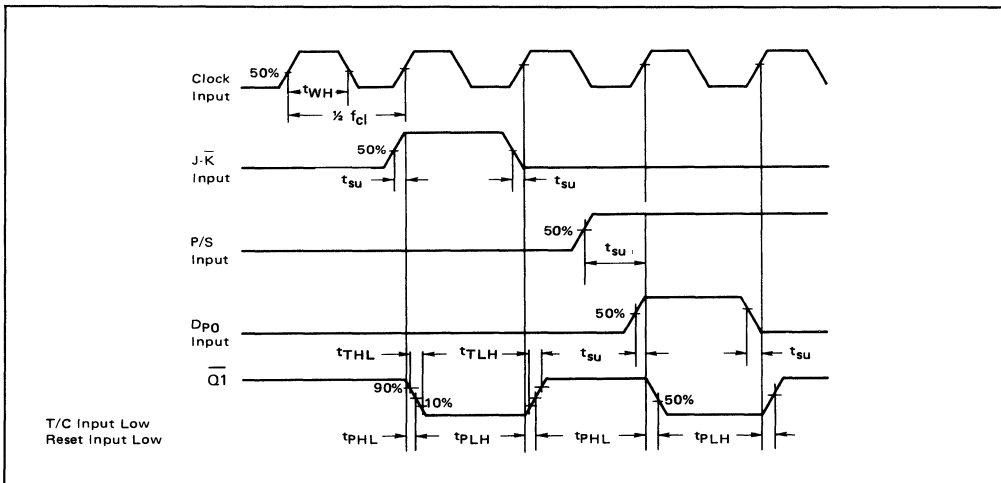 Clock
Input
50%
tWH
½ fcl
J-K̅
Input
50%
tsu
tsu
P/S
Input
50%
tsu
DP0
Input
50%
tTHL
tTLH
tsu
tsu
Q1̅
90%
10%
50%
T/C Input Low
Reset Input Low
tPHL
tPLH
tPHL
tPLH